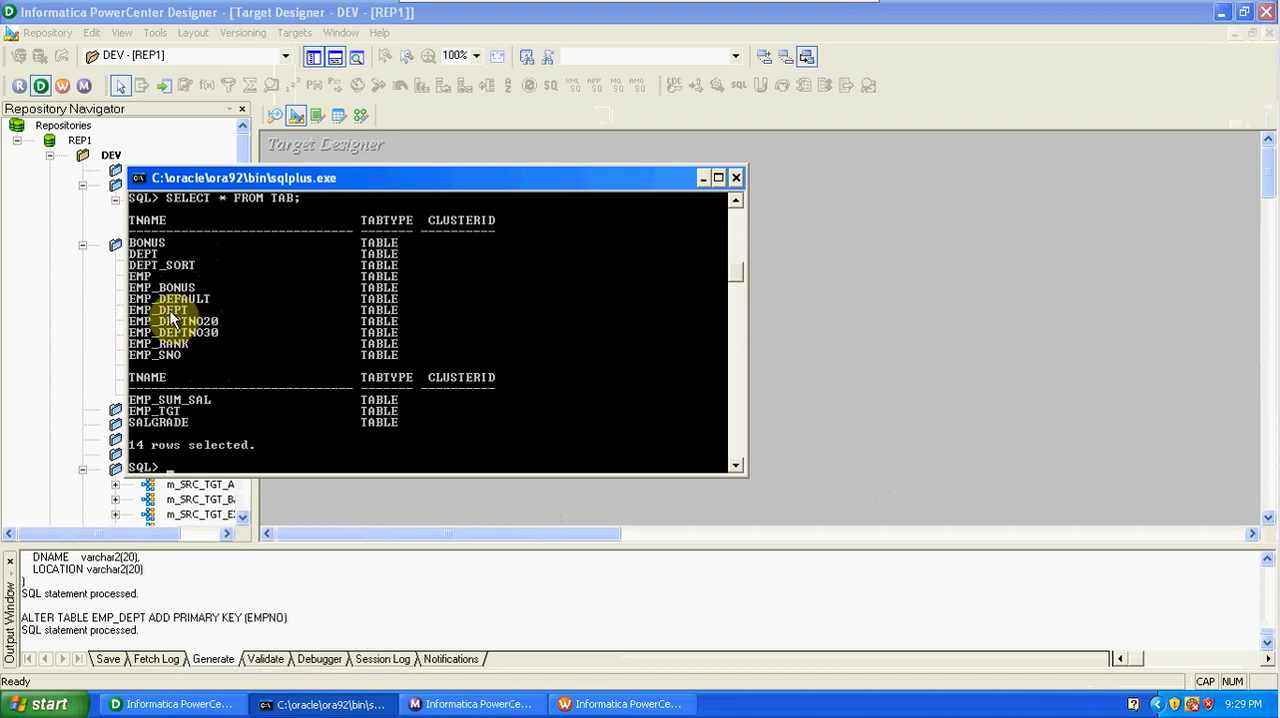 Informatica PowerCenter Designer - [Target Designer - DEV - [REP1]]
Repository Edit View Tools Layout Versioning Targets Window Help
DEV - [REP1] 100%
Repository Navigator
Repositories
REP1
DEV
Target Designer
C:\oracle\ora92\bin\sqlplus.exe
SQL> SELECT * FROM TAB;
TNAME TABTYPE CLUSTERID
BONUS TABLE
DEPT TABLE
DEPT_SORT TABLE
EMP TABLE
EMP_BONUS TABLE
EMP_DEFAULT TABLE
EMP_DEPT TABLE
EMP_DEPTNO20 TABLE
EMP_DEPTNO30 TABLE
EMP_RANK TABLE
EMP_SNO TABLE
TNAME TABTYPE CLUSTERID
EMP_SUM_SAL TABLE
EMP_TGT TABLE
SALGRADE TABLE
14 rows selected.
SQL> _
m_SRC_TGT_A
m_SRC_TGT_B
m_SRC_TGT_E
Output Window
DNAME varchar2(20),
LOCATION varchar2(20)
)
SQL statement processed.
ALTER TABLE EMP_DEPT ADD PRIMARY KEY (EMPNO)
SQL statement processed.
Save Fetch Log Generate Validate Debugger Session Log Notifications
Ready CAP NUM
start Informatica PowerCe... C:\oracle\ora92\bin\s... Informatica PowerCen... Informatica PowerCen... 9:29 PM